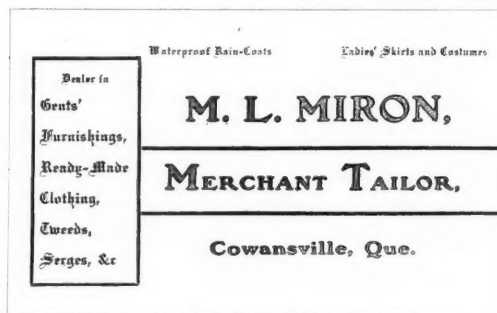 Waterproof Rain-Coats
Ladies' Skirts and Costumes
Dealer in
Gents'
Furnishings,
Ready-Made
Clothing,
Tweeds,
Serges, &c
M. L. MIRON,
MERCHANT TAILOR,
Cowansville, Que.